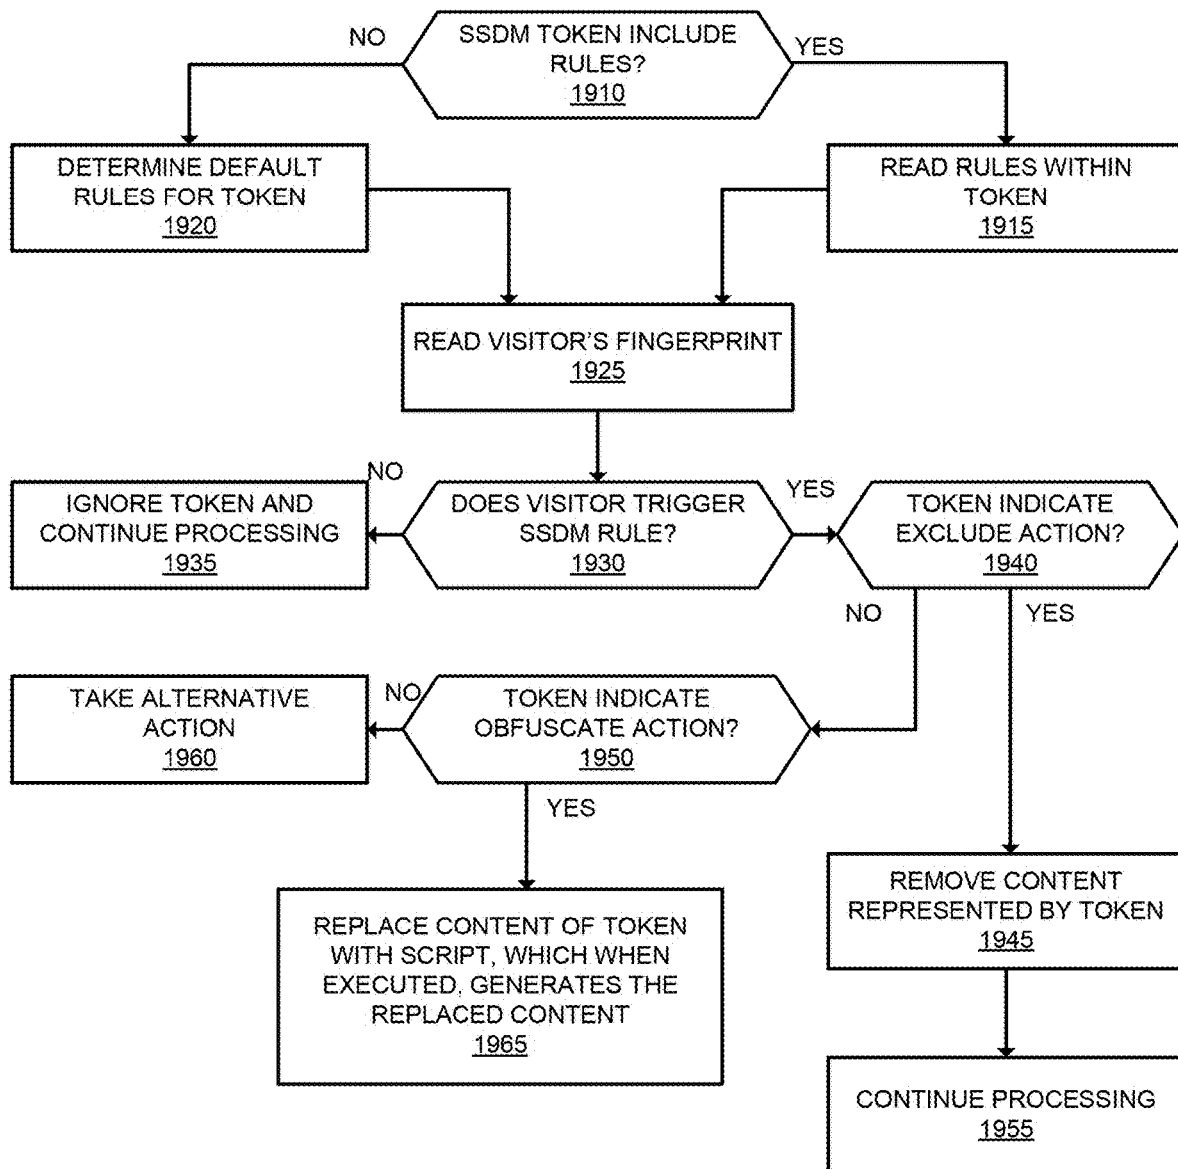 NO
SSDM TOKEN INCLUDE
RULES?
1910
YES
DETERMINE DEFAULT
RULES FOR TOKEN
1920
READ RULES WITHIN
TOKEN
1915
READ VISITOR'S FINGERPRINT
1925
NO
IGNORE TOKEN AND
CONTINUE PROCESSING
1935
DOES VISITOR TRIGGER
SSDM RULE?
1930
YES
TOKEN INDICATE
EXCLUDE ACTION?
1940
NO
YES
TAKE ALTERNATIVE
ACTION
1960
NO
TOKEN INDICATE
OBFUSCATE ACTION?
1950
YES
REMOVE CONTENT
REPRESENTED BY TOKEN
1945
REPLACE CONTENT OF TOKEN
WITH SCRIPT, WHICH WHEN
EXECUTED, GENERATES THE
REPLACED CONTENT
1965
CONTINUE PROCESSING
1955